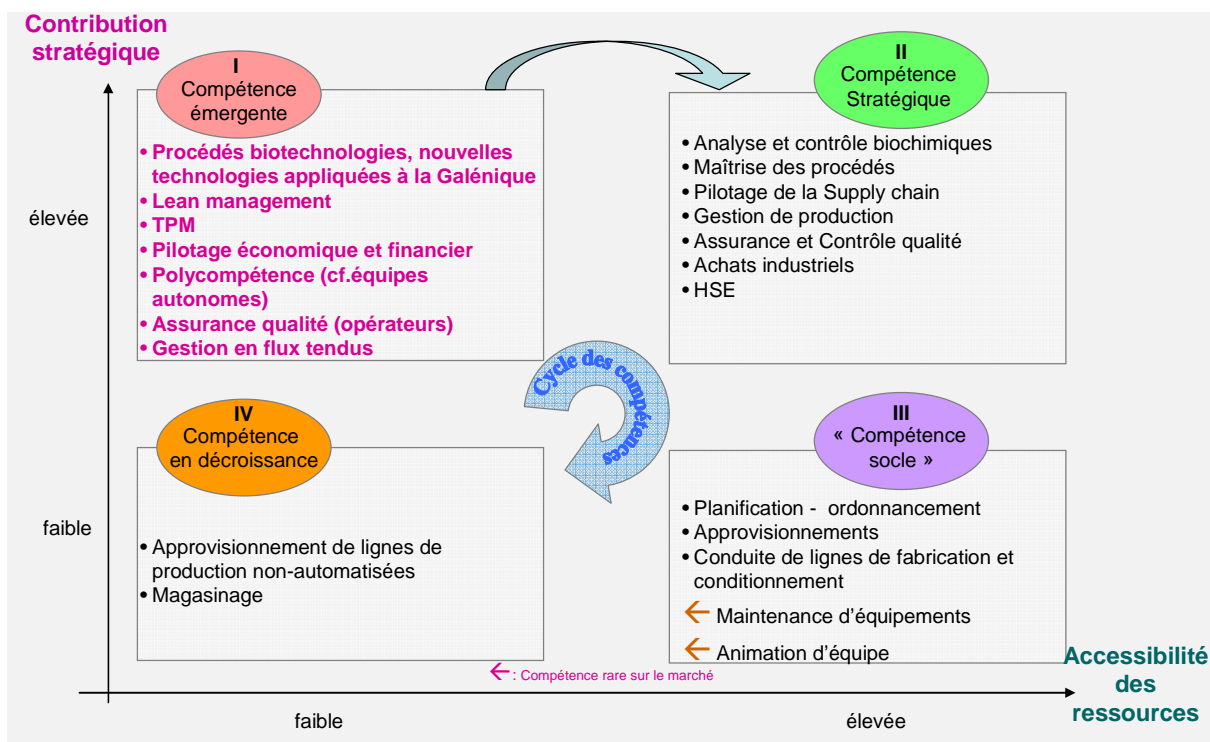 Contribution
stratégique
I
Compétence
émergente
• Procédés biotechnologies, nouvelles
technologies appliquées à la Galénique
• Lean management
• TPM
• Pilotage économique et financier
• Polycompétence (cf.équipes
autonomes)
• Assurance qualité (opérateurs)
• Gestion en flux tendus
II
Compétence
Stratégique
• Analyse et contrôle biochimiques
• Maîtrise des procédés
• Pilotage de la Supply chain
• Gestion de production
• Assurance et Contrôle qualité
• Achats industriels
• HSE
élevée
Cycle des compétences
IV
Compétence
en décroissance
• Approvisionnement de lignes de
production non-automatisées
• Magasinage
III
« Compétence
socle »
• Planification - ordonnancement
• Approvisionnements
• Conduite de lignes de fabrication et
conditionnement
← Maintenance d’équipements
← Animation d’équipe
faible
← : Compétence rare sur le marché
Accessibilité
des
ressources
faible
élevée